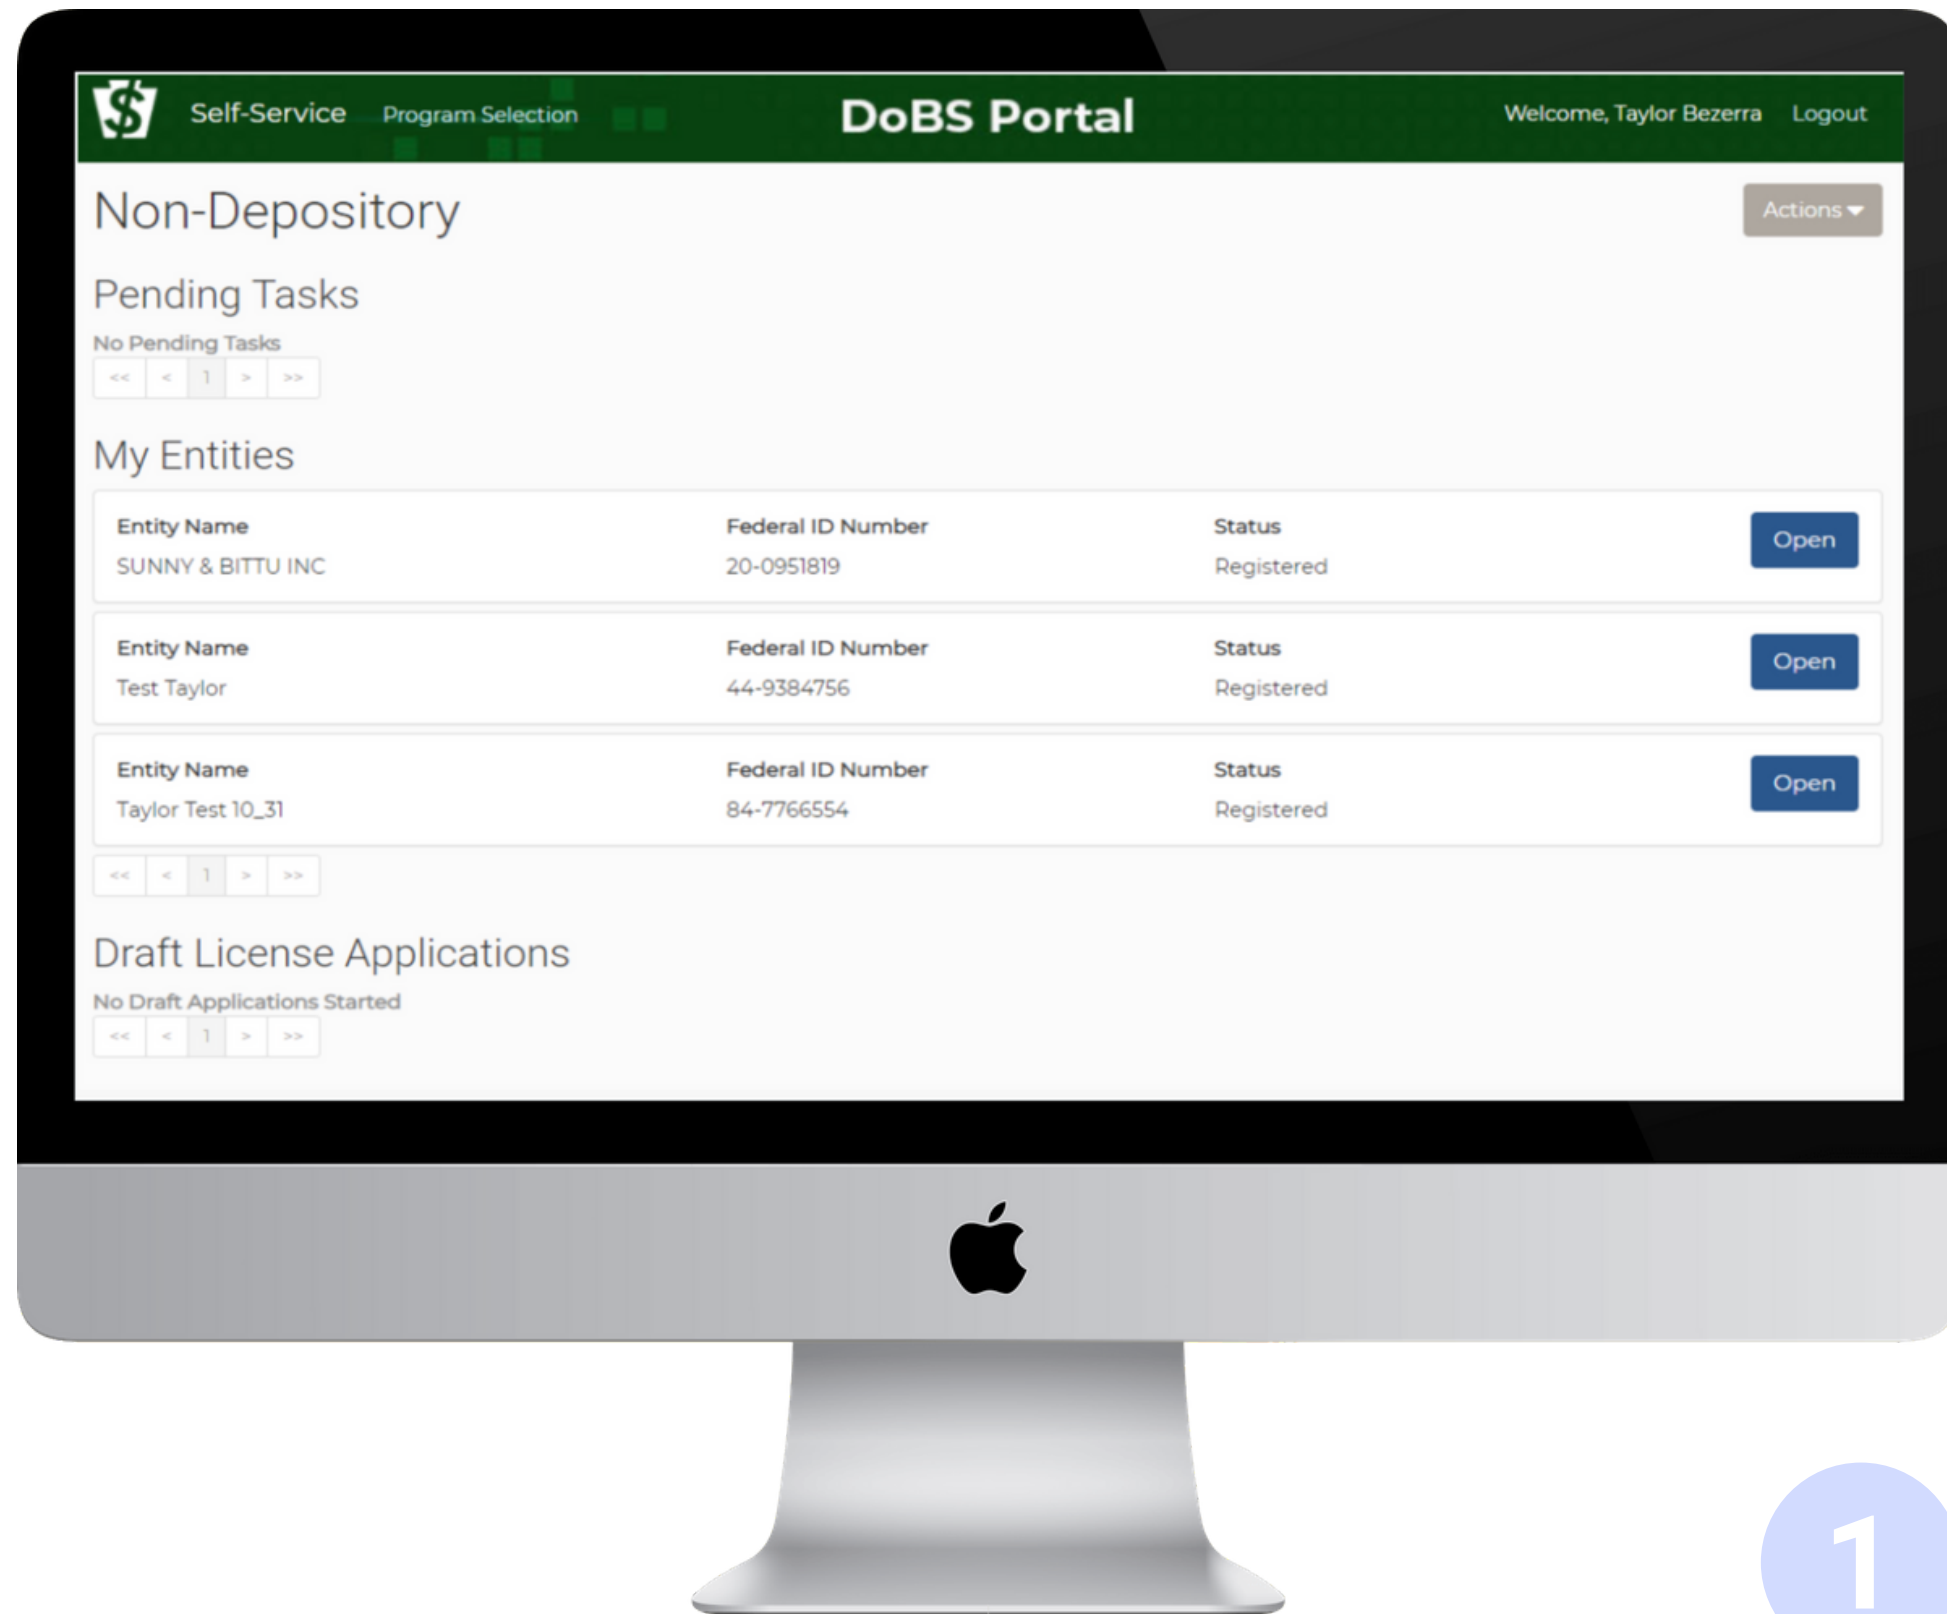 $ Self-Service Program Selection DoBS Portal Welcome, Taylor Bezerra Logout
Non-Depository Actions
Pending Tasks
No Pending Tasks
<< < 1 > >>
My Entities
Entity Name Federal ID Number Status Open
SUNNY & BITTU INC 20-0951819 Registered
Entity Name Federal ID Number Status Open
Test Taylor 44-9384756 Registered
Entity Name Federal ID Number Status Open
Taylor Test 10_31 84-7766554 Registered
<< < 1 > >>
Draft License Applications
No Draft Applications Started
<< < 1 > >>
1